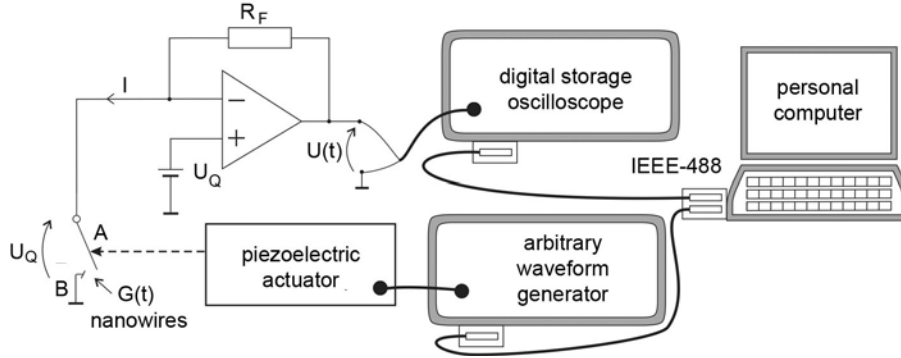 R_F
I
−
+
U_Q
U(t)
digital storage
oscilloscope
personal
computer
IEEE-488
U_Q
A
B
G(t)
nanowires
piezoelectric
actuator
arbitrary
waveform
generator